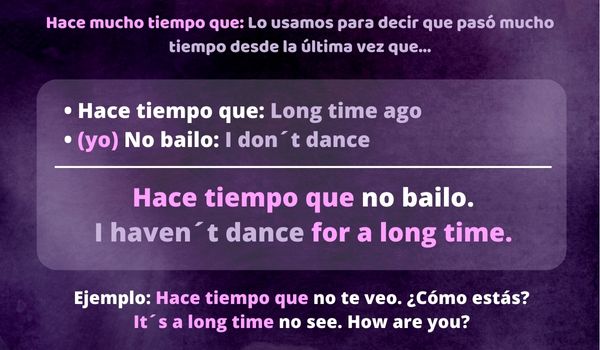 Hace mucho tiempo que: Lo usamos para decir que pasó mucho
tiempo desde la última vez que...
• Hace tiempo que: Long time ago
• (yo) No bailo: I don´t dance
Hace tiempo que no bailo.
I haven´t dance for a long time.
Ejemplo: Hace tiempo que no te veo. ¿Cómo estás?
It´s a long time no see. How are you?